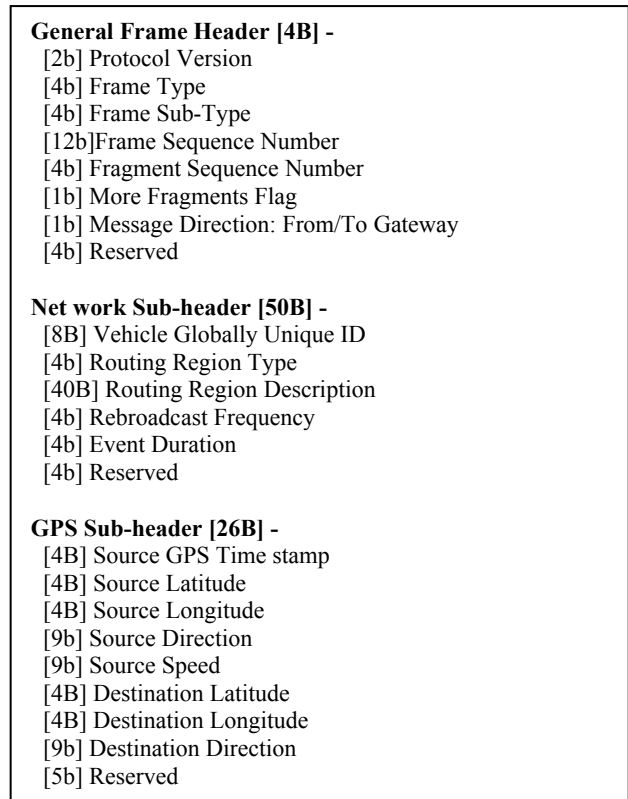 General Frame Header [4B] -
[2b] Protocol Version
[4b] Frame Type
[4b] Frame Sub-Type
[12b]Frame Sequence Number
[4b] Fragment Sequence Number
[1b] More Fragments Flag
[1b] Message Direction: From/To Gateway
[4b] Reserved
Net work Sub-header [50B] -
[8B] Vehicle Globally Unique ID
[4b] Routing Region Type
[40B] Routing Region Description
[4b] Rebroadcast Frequency
[4b] Event Duration
[4b] Reserved
GPS Sub-header [26B] -
[4B] Source GPS Time stamp
[4B] Source Latitude
[4B] Source Longitude
[9b] Source Direction
[9b] Source Speed
[4B] Destination Latitude
[4B] Destination Longitude
[9b] Destination Direction
[5b] Reserved